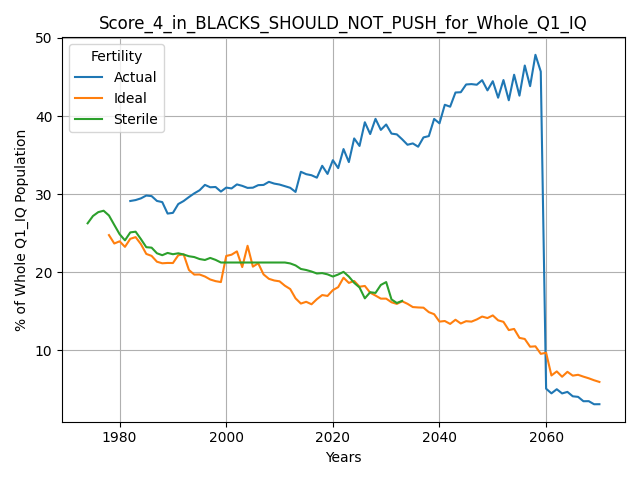 Score_4_in_BLACKS_SHOULD_NOT_PUSH_for_Whole_Q1_IQ
50
40
30
20
10
% of Whole Q1_IQ Population
Fertility
Actual
Ideal
Sterile
1980 2000 2020 2040 2060
Years